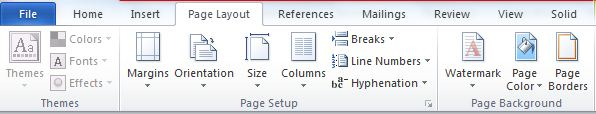 File Home Insert Page Layout References Mailings Review View Solid
Aa Themes Colors Fonts Effects
Margins Orientation Size Columns Breaks Line Numbers Hyphenation
Watermark Page Color Page Borders
Themes Page Setup Page Background